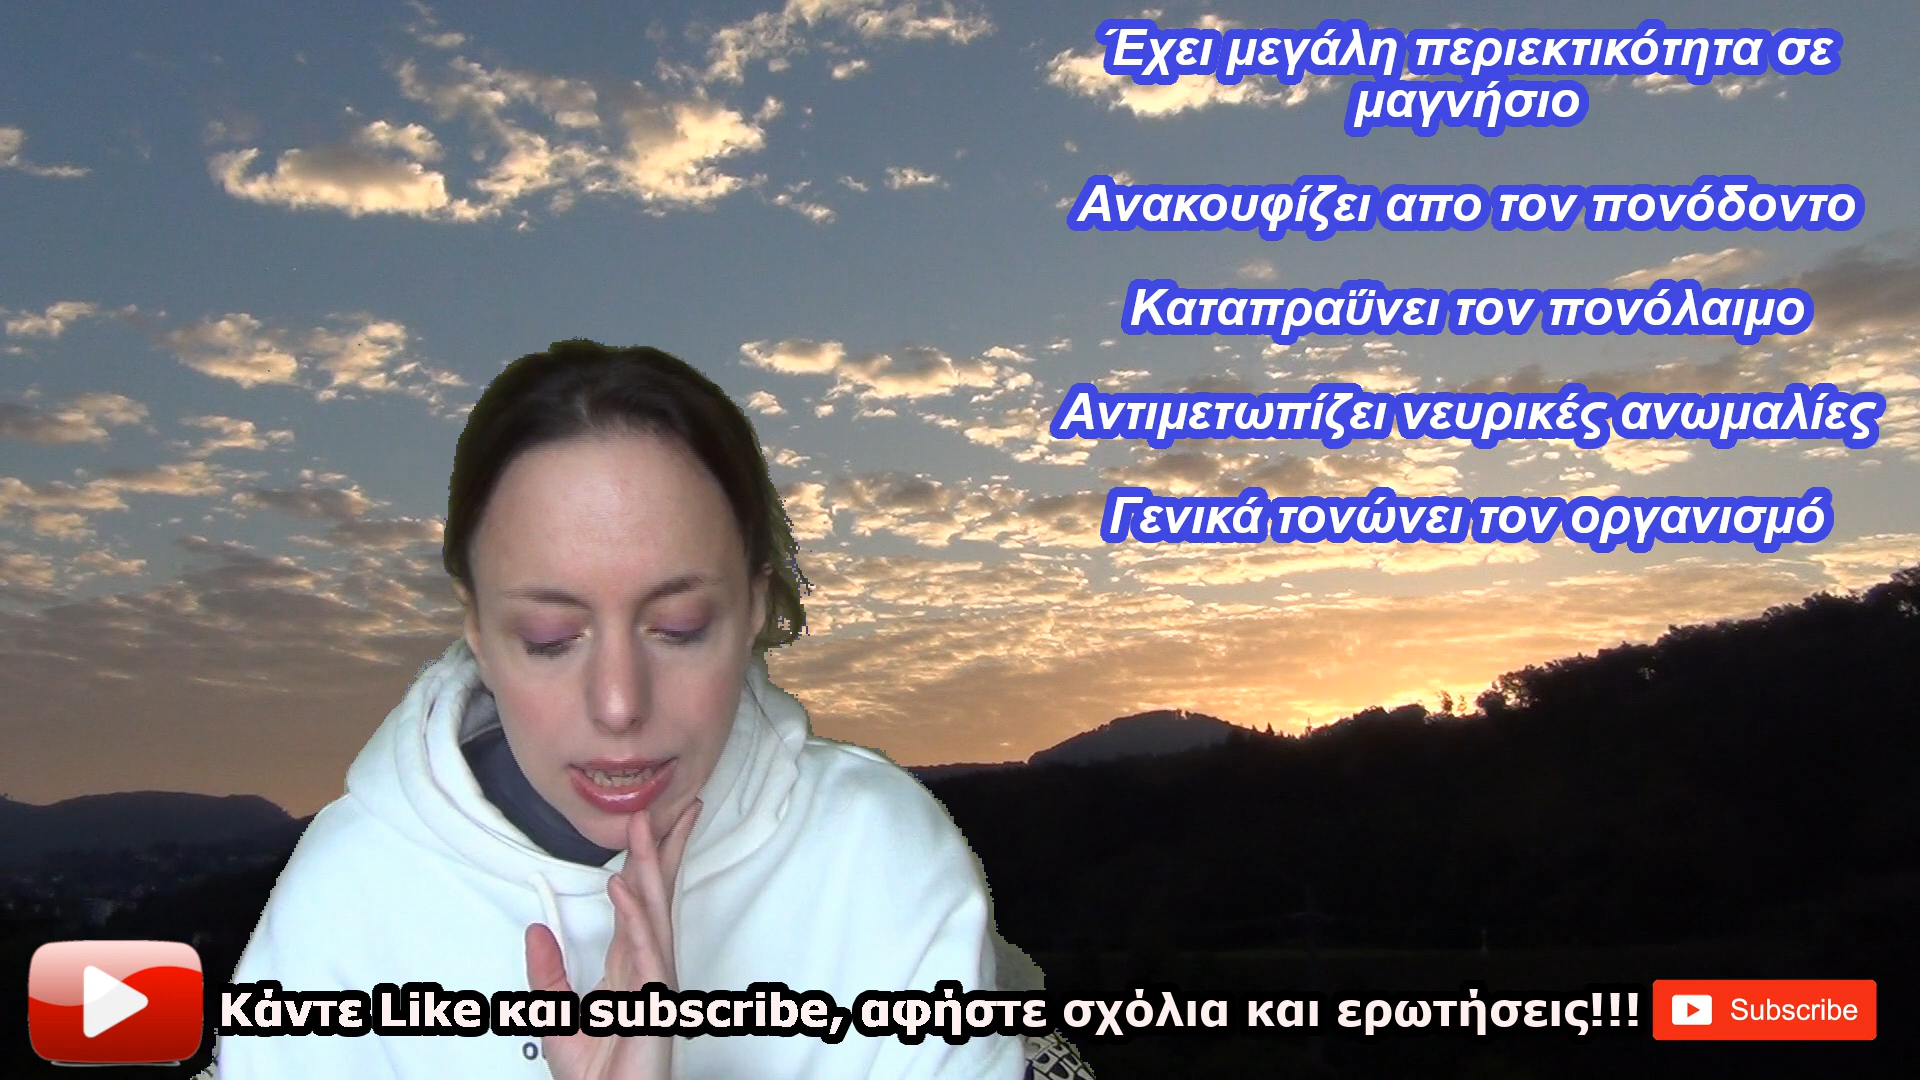 Έχει μεγάλη περιεκτικότητα σε
μαγνήσιο
Ανακουφίζει απο τον πονόδοντο
Καταπραΰνει τον πονόλαιμο
Αντιμετωπίζει νευρικές ανωμαλίες
Γενικά τονώνει τον οργανισμό
Κάντε Like και subscribe, αφήστε σχόλια και ερωτήσεις!!!
Subscribe